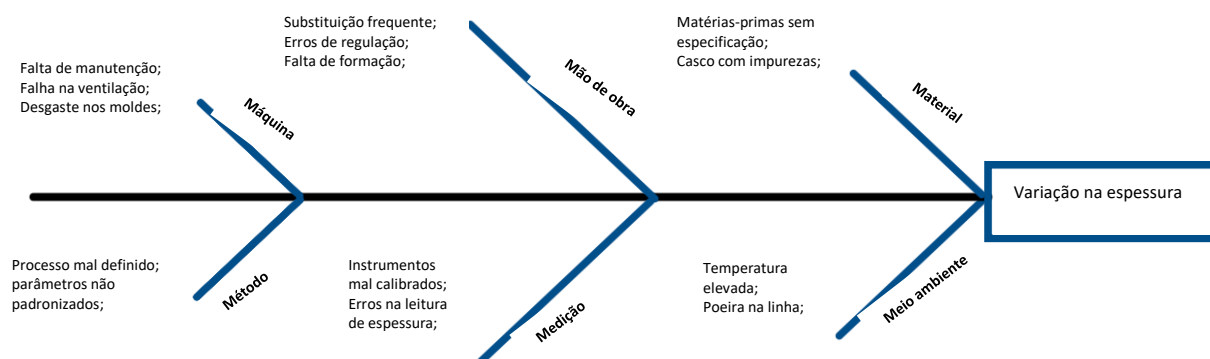 Substituição frequente;
Erros de regulação;
Falta de formação;
Matérias-primas sem
especificação;
Casco com impurezas;
Falta de manutenção;
Falha na ventilação;
Desgaste nos moldes;
Máquina
Mão de obra
Material
Variação na espessura
Processo mal definido;
parâmetros não
padronizados;
Método
Instrumentos
mal calibrados;
Erros na leitura
de espessura;
Medição
Temperatura
elevada;
Poeira na linha;
Meio ambiente